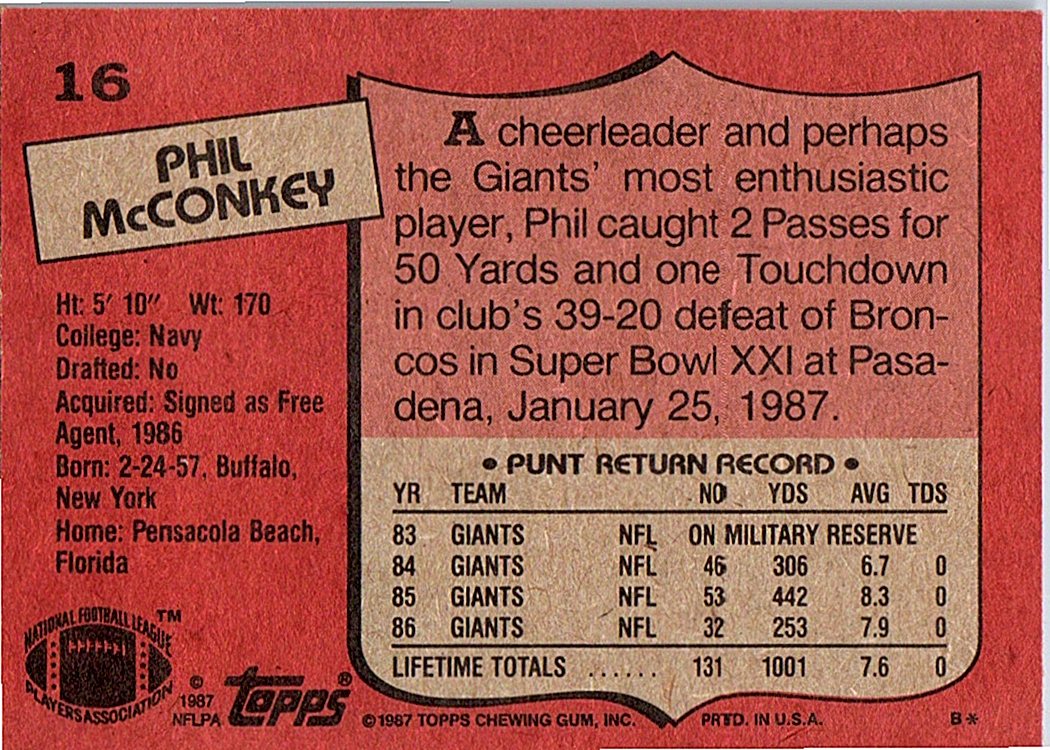 16
PHIL
McCONKEY
Ht: 5' 10" Wt: 170
College: Navy
Drafted: No
Acquired: Signed as Free
Agent, 1986
Born: 2-24-57, Buffalo,
New York
Home: Pensacola Beach,
Florida
A cheerleader and perhaps
the Giants' most enthusiastic
player, Phil caught 2 Passes for
50 Yards and one Touchdown
in club's 39-20 defeat of Bron-
cos in Super Bowl XXI at Pasa-
dena, January 25, 1987.
• PUNT RETURN RECORD •
YR TEAM NO YDS AVG TDS
83 GIANTS NFL ON MILITARY RESERVE
84 GIANTS NFL 46 306 6.7 0
85 GIANTS NFL 53 442 8.3 0
86 GIANTS NFL 32 253 7.9 0
LIFETIME TOTALS ...... 131 1001 7.6 0
NATIONAL FOOTBALL LEAGUE ™
PLAYERS ASSOCIATION
© 1987
NFLPA
topps®
©1987 TOPPS CHEWING GUM, INC. PRTD. IN U.S.A. B*